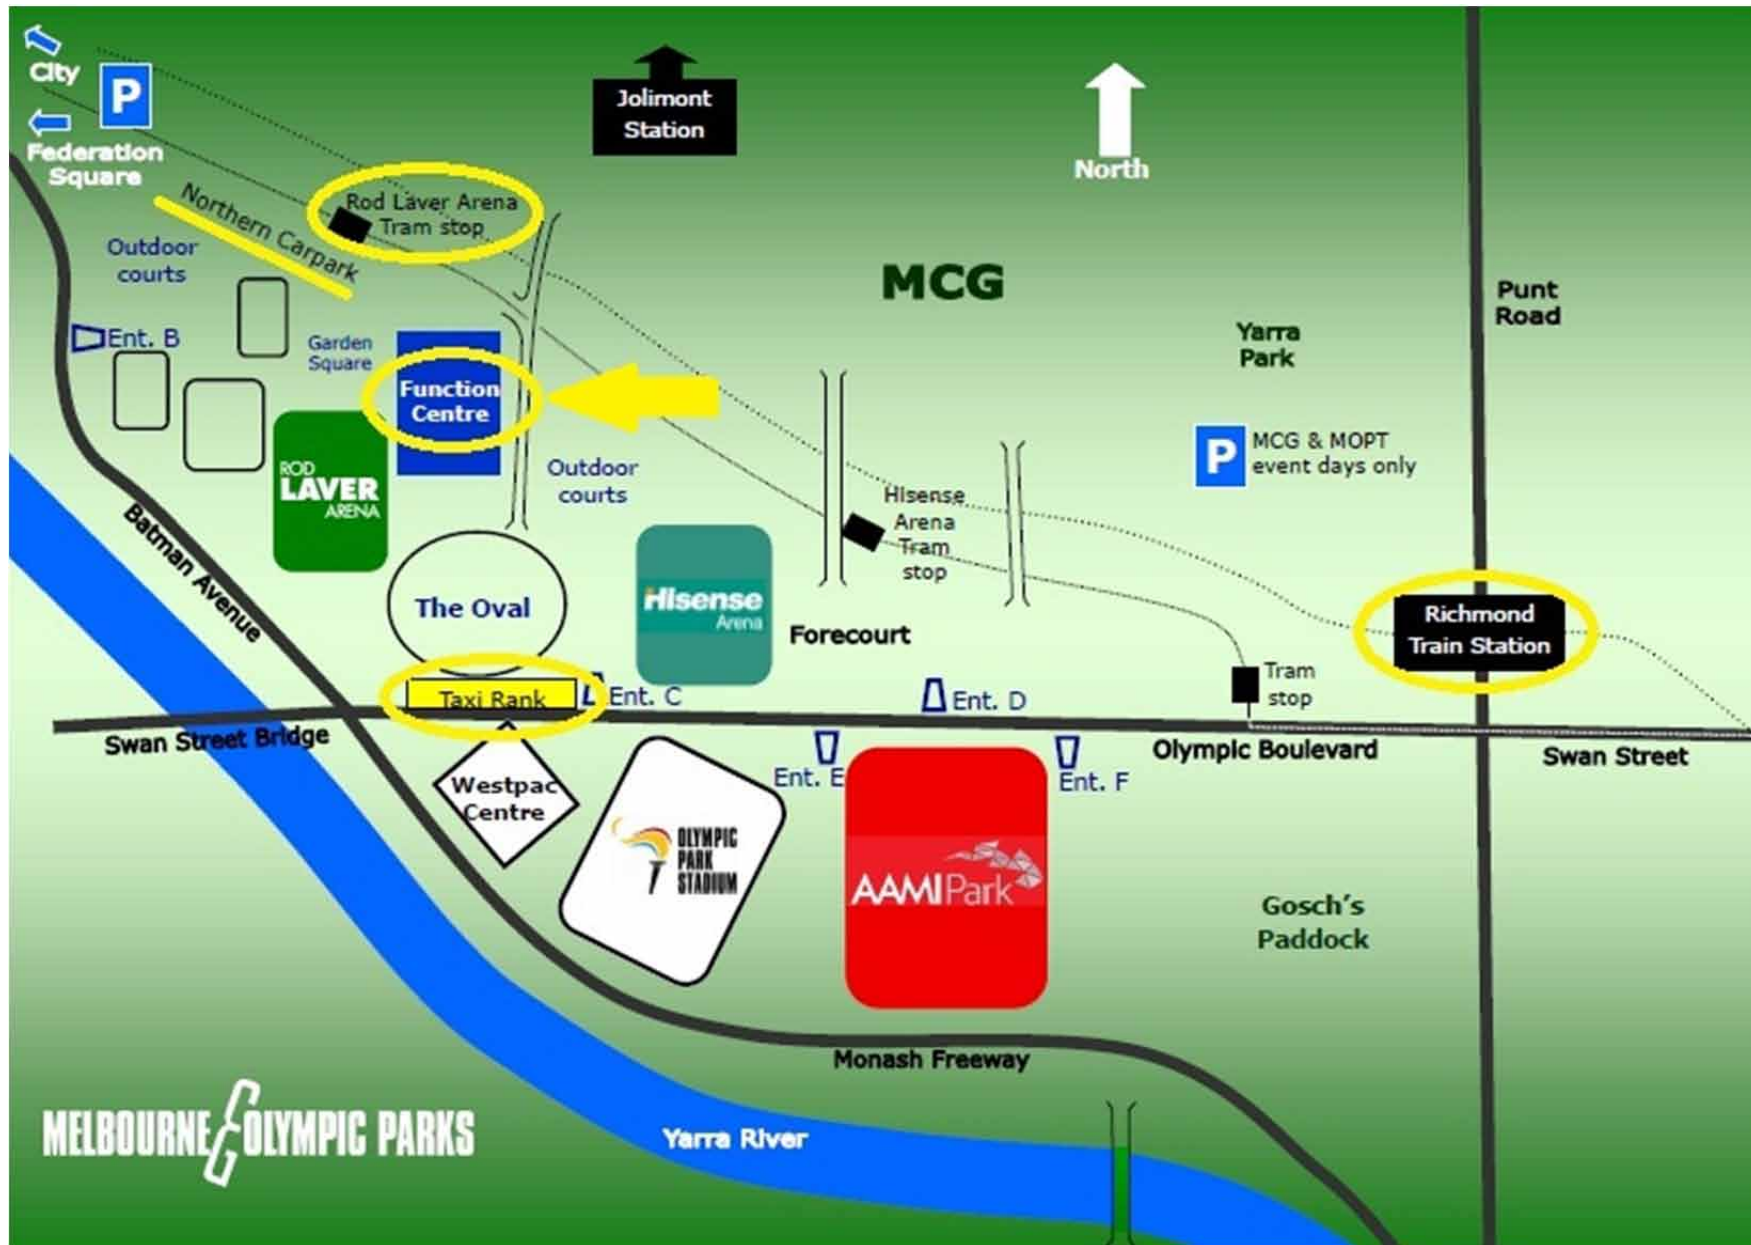 City
P
Federation
Square
Jolimont
Station
North
Northern Carpark
Rod Laver Arena
Tram stop
Outdoor
courts
MCG
Punt
Road
Ent. B
Garden
Square
Yarra
Park
Function
Centre
P
MCG & MOPT
event days only
ROD
LAVER
ARENA
Outdoor
courts
Hisense
Arena
Tram
stop
Batman Avenue
The Oval
Hisense
Arena
Forecourt
Richmond
Train Station
Taxi Rank
Ent. C
Ent. D
Tram
stop
Swan Street Bridge
Olympic Boulevard
Swan Street
Westpac
Centre
Ent. E
Ent. F
OLYMPIC
PARK
STADIUM
AAMI Park
Gosch's
Paddock
Monash Freeway
MELBOURNE & OLYMPIC PARKS
Yarra River